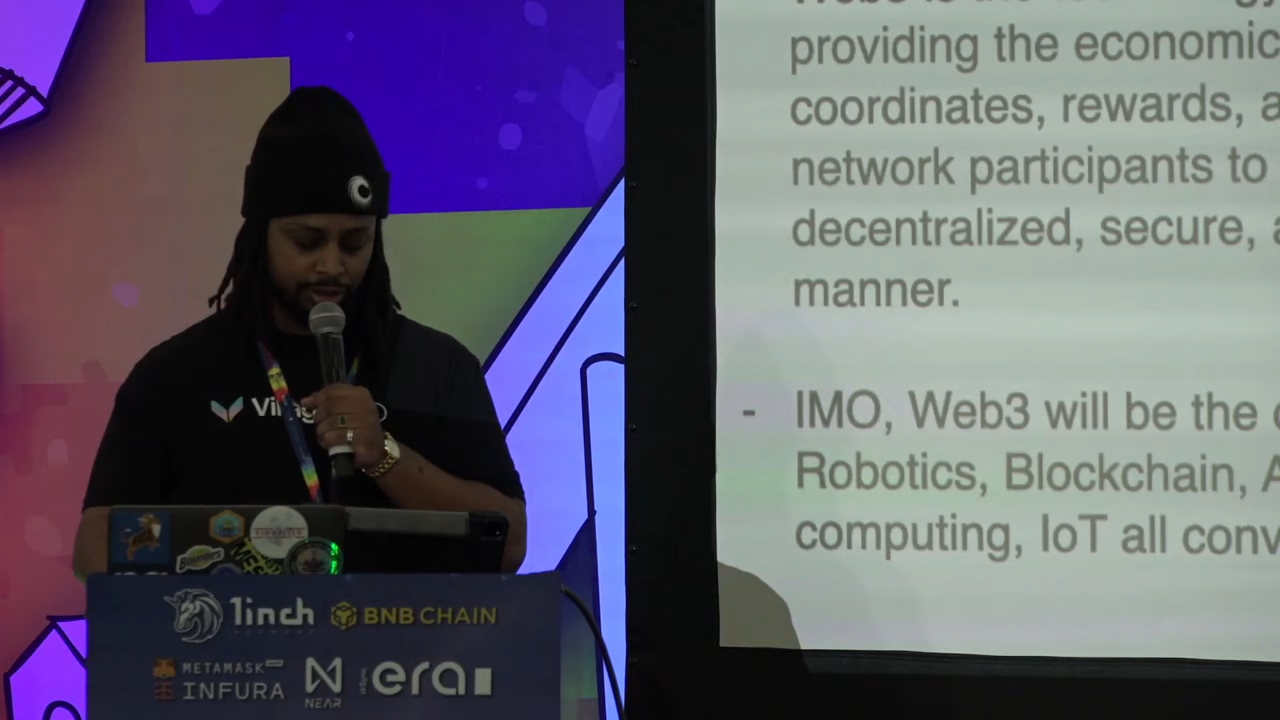 providing the economic
coordinates, rewards,
network participants to
decentralized, secure,
manner.
- IMO, Web3 will be the
Robotics, Blockchain,
computing, IoT all
1inch
NETWORK
BNB CHAIN
METAMASK
INFURA
NEAR
era